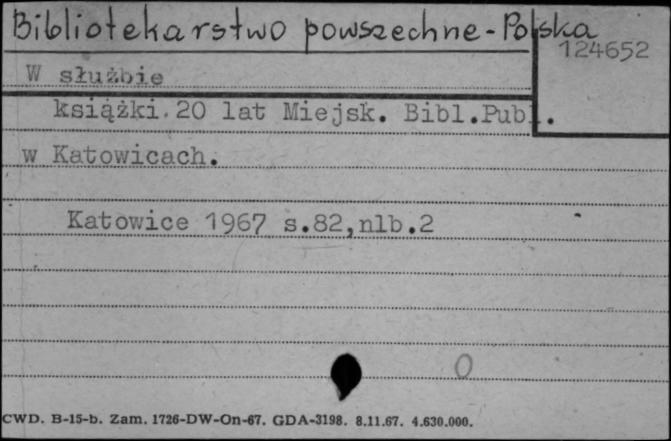 Bibliotekarstwo powszechne - Polska
124652
W służbie
książki. 20 lat Miejsk. Bibl.Publ.
w Katowicach.
Katowice 1967 s.82,nlb.2
0
CWD. B-15-b. Zam. 1726-DW-On-67. GDA-3198. 8.11.67. 4.630.000.